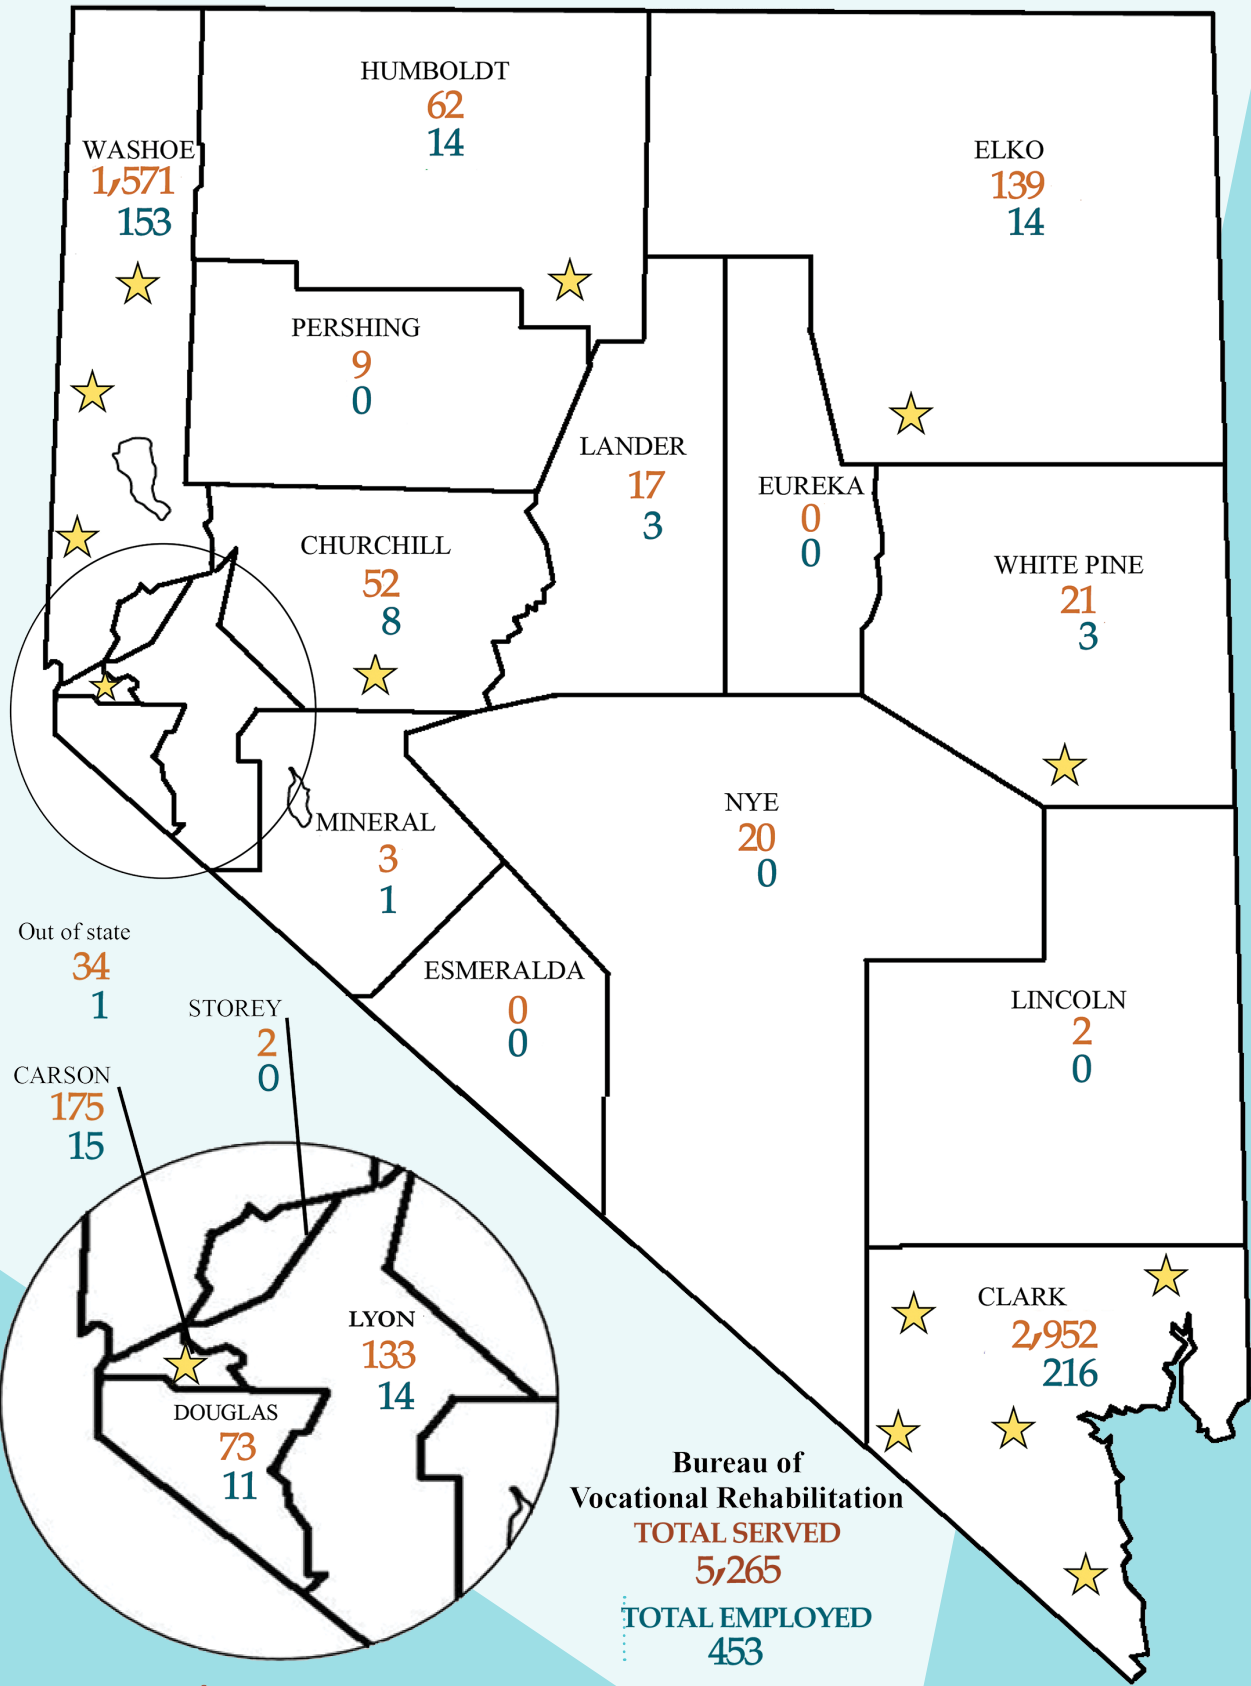 HUMBOLDT
62
14
WASHOE
1,571
153
ELKO
139
14
PERSHING
9
0
LANDER
17
3
EUREKA
0
0
CHURCHILL
52
8
WHITE PINE
21
3
MINERAL
3
1
NYE
20
0
Out of state
34
1
ESMERALDA
0
0
STOREY
2
0
LINCOLN
2
0
CARSON
175
15
LYON
133
14
DOUGLAS
73
11
CLARK
2,952
216
Bureau of
Vocational Rehabilitation
TOTAL SERVED
5,265
TOTAL EMPLOYED
453